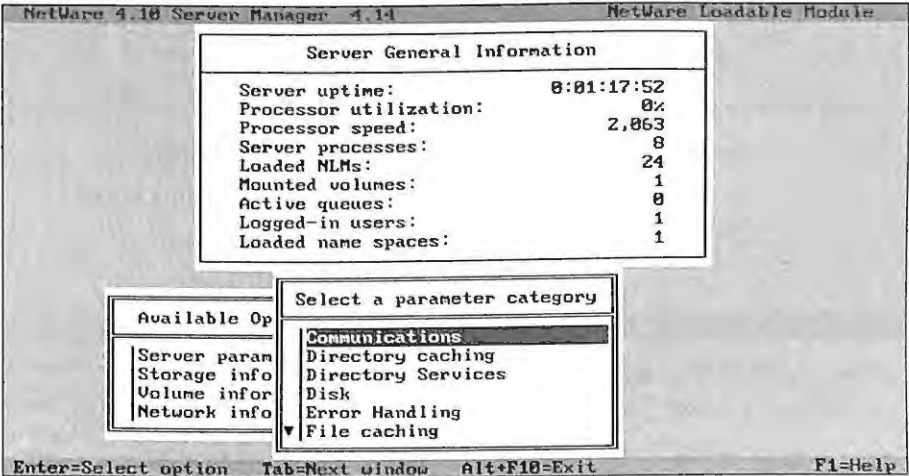 NetWare 4.10 Server Manager 4.14 NetWare Loadable Module
Server General Information
Server uptime: 0:01:17:52
Processor utilization: 0%
Processor speed: 2,063
Server processes: 8
Loaded NLMs: 24
Mounted volumes: 1
Active queues: 0
Logged-in users: 1
Loaded name spaces: 1
Available Op
Server param
Storage info
Volume infor
Network info
Select a parameter category
Communications
Directory caching
Directory Services
Disk
Error Handling
▼ File caching
Enter=Select option Tab=Next window Alt+F10=Exit F1=Help